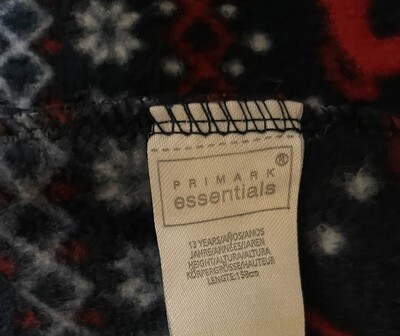 PRIMARK®
essentials
13 YEARS/AÑOS/ANOS
JAHRE/ANNÉES/JAREN
HEIGHT/ALTURA/ALTURA
KÖRPERGRÖSSE/HAUTEUR
LENGTE:158cm